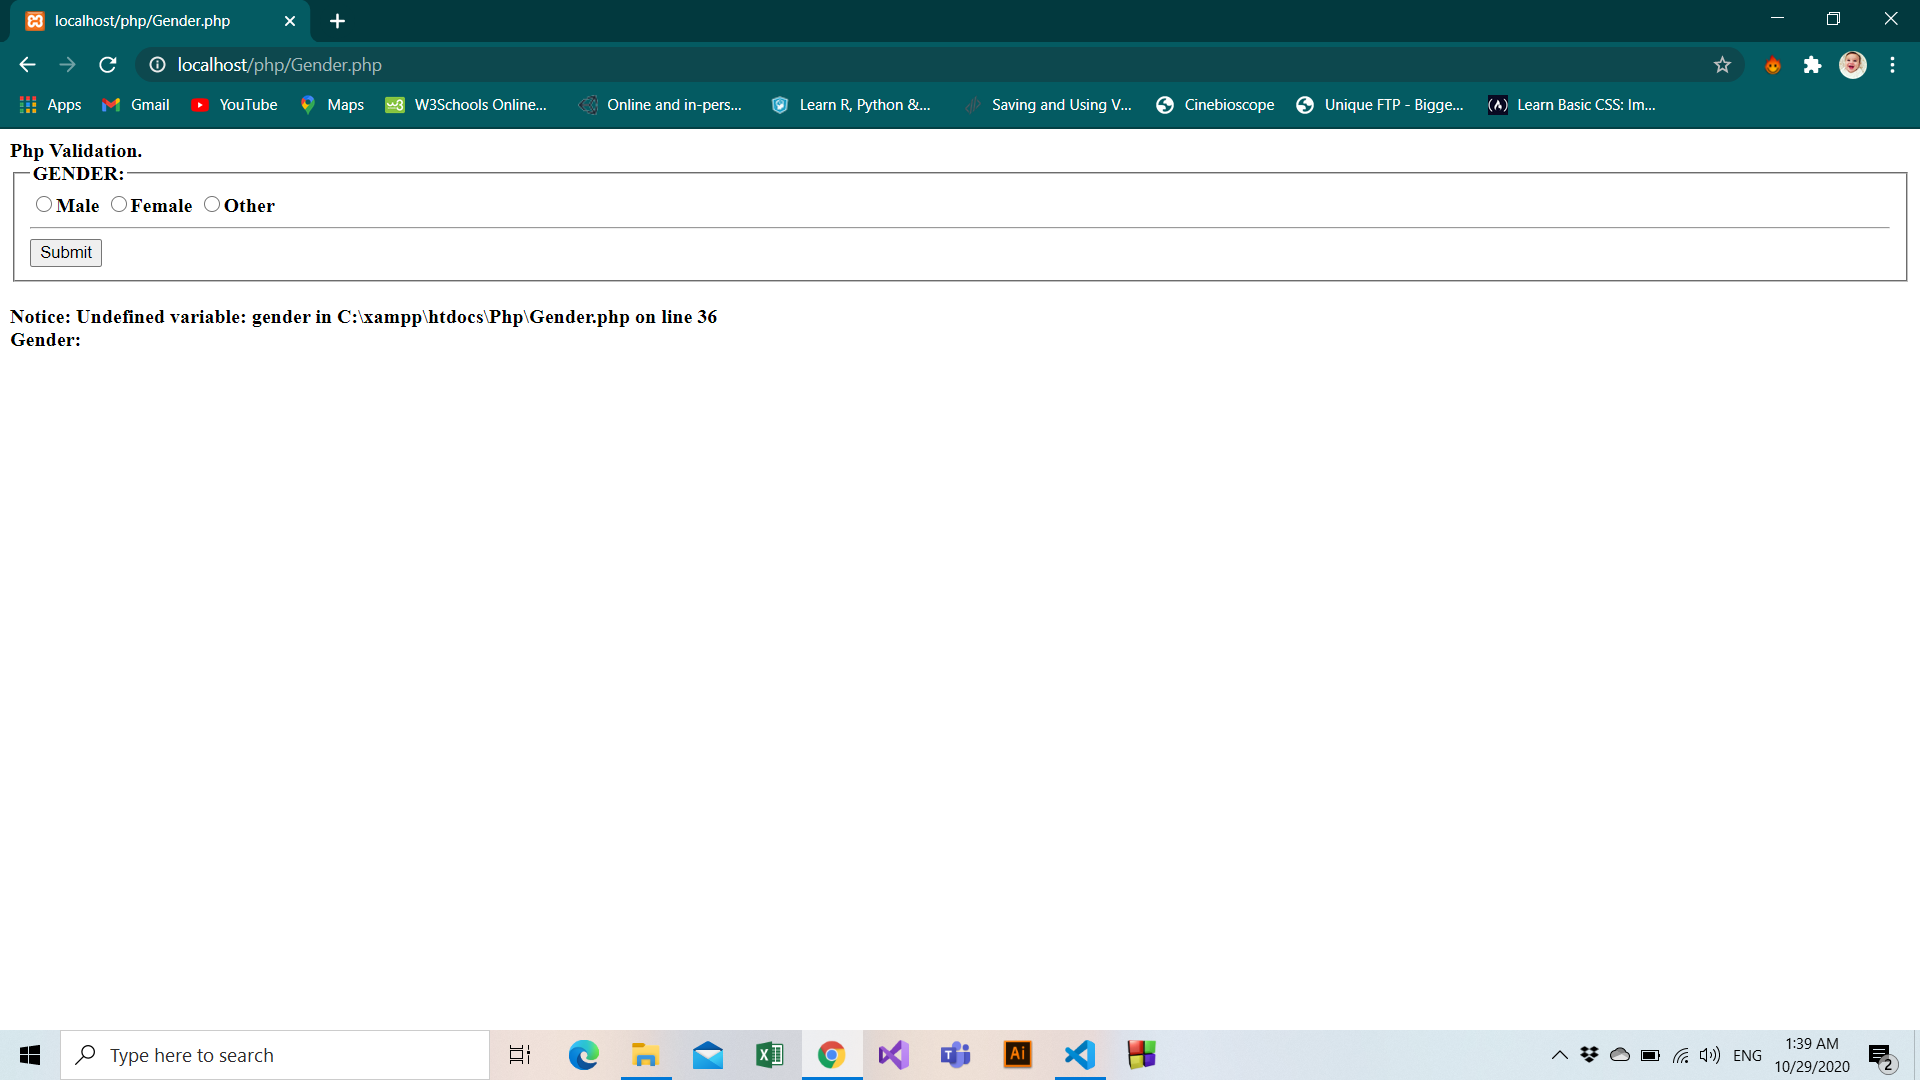 localhost/php/Gender.php
localhost/php/Gender.php
Apps Gmail YouTube Maps W3Schools Online... Online and in-pers... Learn R, Python &... Saving and Using V... Cinebioscope Unique FTP - Bigge... Learn Basic CSS: Im...
Php Validation.
GENDER:
Male Female Other
Submit
Notice: Undefined variable: gender in C:\xampp\htdocs\Php\Gender.php on line 36
Gender:
Type here to search
Ai
ENG
1:39 AM
10/29/2020
2